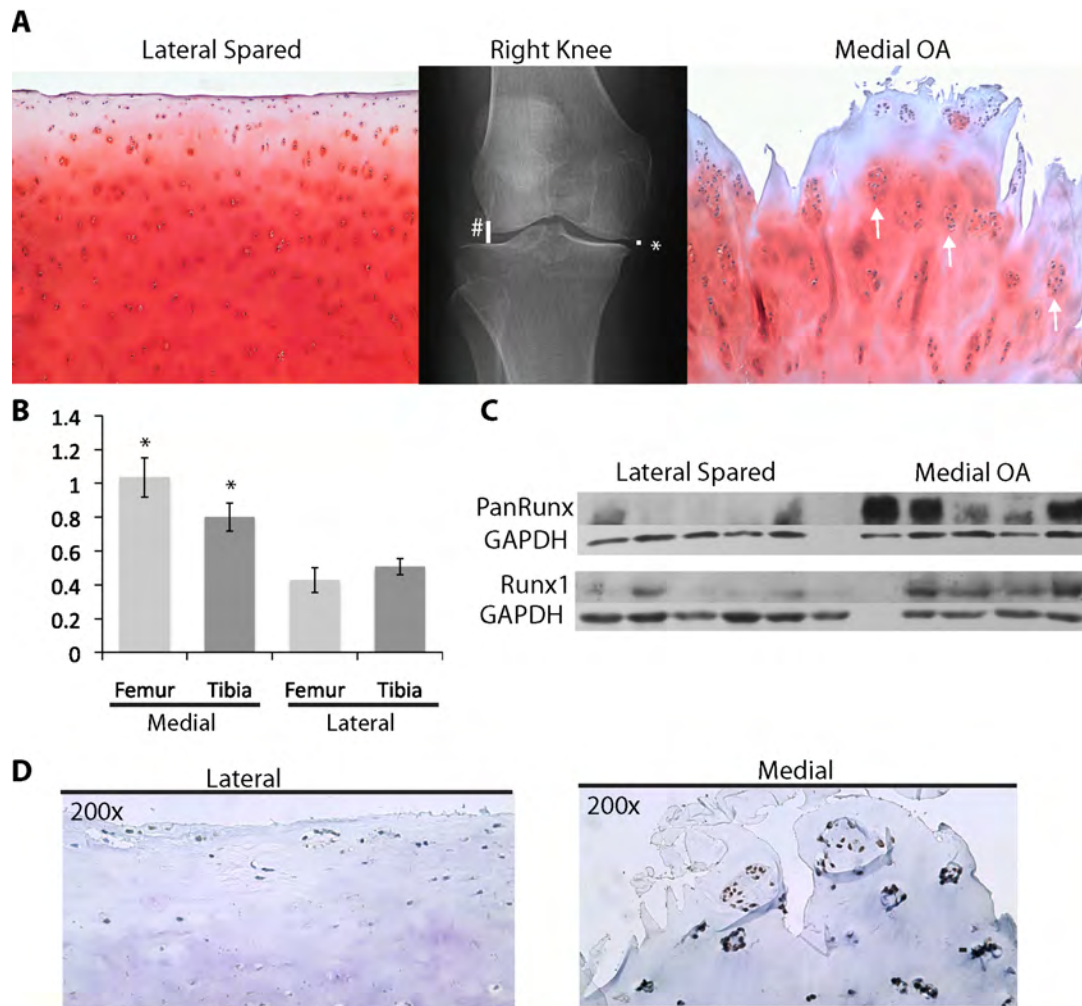 A
Lateral Spared
Right Knee
Medial OA
#
*
B
1.4
1.2
1
0.8
0.6
0.4
0.2
0
*
*
Femur
Tibia
Femur
Tibia
Medial
Lateral
C
Lateral Spared
Medial OA
PanRunx
GAPDH
Runx1
GAPDH
D
Lateral
Medial
200x
200x